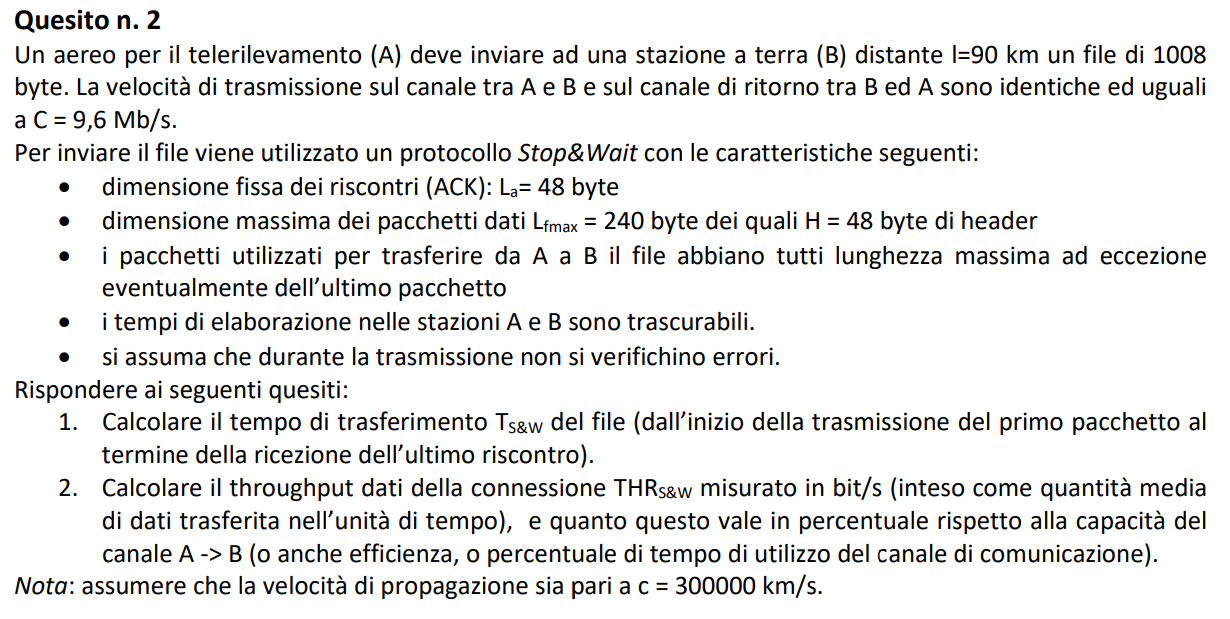 Quesito n. 2
Un aereo per il telerilevamento (A) deve inviare ad una stazione a terra (B) distante l=90 km un file di 1008
byte. La velocità di trasmissione sul canale tra A e B e sul canale di ritorno tra B ed A sono identiche ed uguali
a C = 9,6 Mb/s.
Per inviare il file viene utilizzato un protocollo Stop&Wait con le caratteristiche seguenti:
• dimensione fissa dei riscontri (ACK): La= 48 byte
• dimensione massima dei pacchetti dati Lfmax = 240 byte dei quali H = 48 byte di header
• i pacchetti utilizzati per trasferire da A a B il file abbiano tutti lunghezza massima ad eccezione
eventualmente dell'ultimo pacchetto
• i tempi di elaborazione nelle stazioni A e B sono trascurabili.
• si assuma che durante la trasmissione non si verifichino errori.
Rispondere ai seguenti quesiti:
1. Calcolare il tempo di trasferimento TS&W del file (dall'inizio della trasmissione del primo pacchetto al
termine della ricezione dell'ultimo riscontro).
2. Calcolare il throughput dati della connessione THRS&W misurato in bit/s (inteso come quantità media
di dati trasferita nell'unità di tempo), e quanto questo vale in percentuale rispetto alla capacità del
canale A -> B (o anche efficienza, o percentuale di tempo di utilizzo del canale di comunicazione).
Nota: assumere che la velocità di propagazione sia pari a c = 300000 km/s.